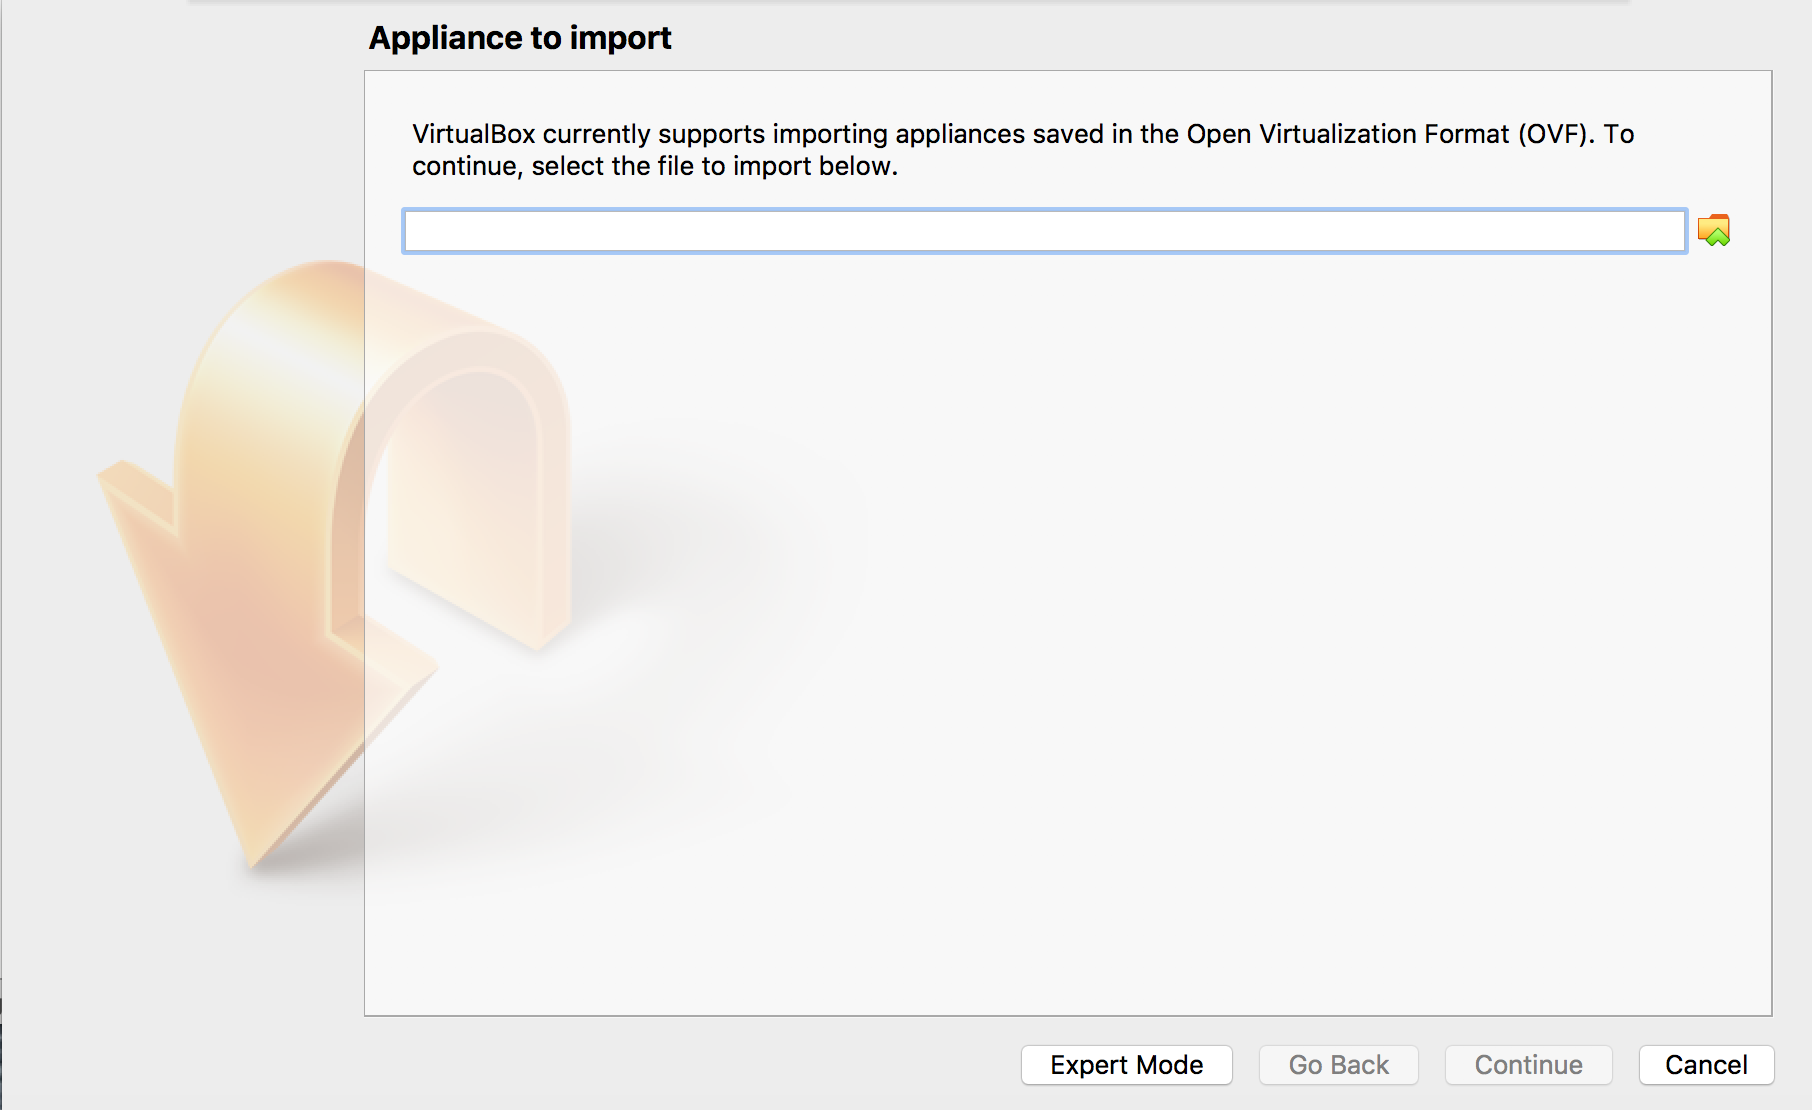 Appliance to import
VirtualBox currently supports importing appliances saved in the Open Virtualization Format (OVF). To
continue, select the file to import below.
Expert Mode
Go Back
Continue
Cancel